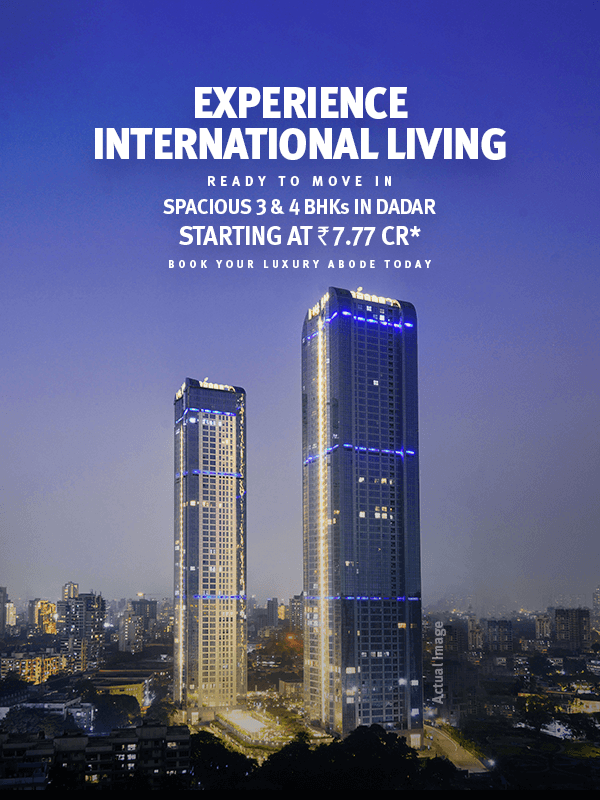 EXPERIENCE
INTERNATIONAL LIVING
READY TO MOVE IN
SPACIOUS 3 & 4 BHKs IN DADAR
STARTING AT ₹ 7.77 CR*
BOOK YOUR LUXURY ABODE TODAY
Actual Image